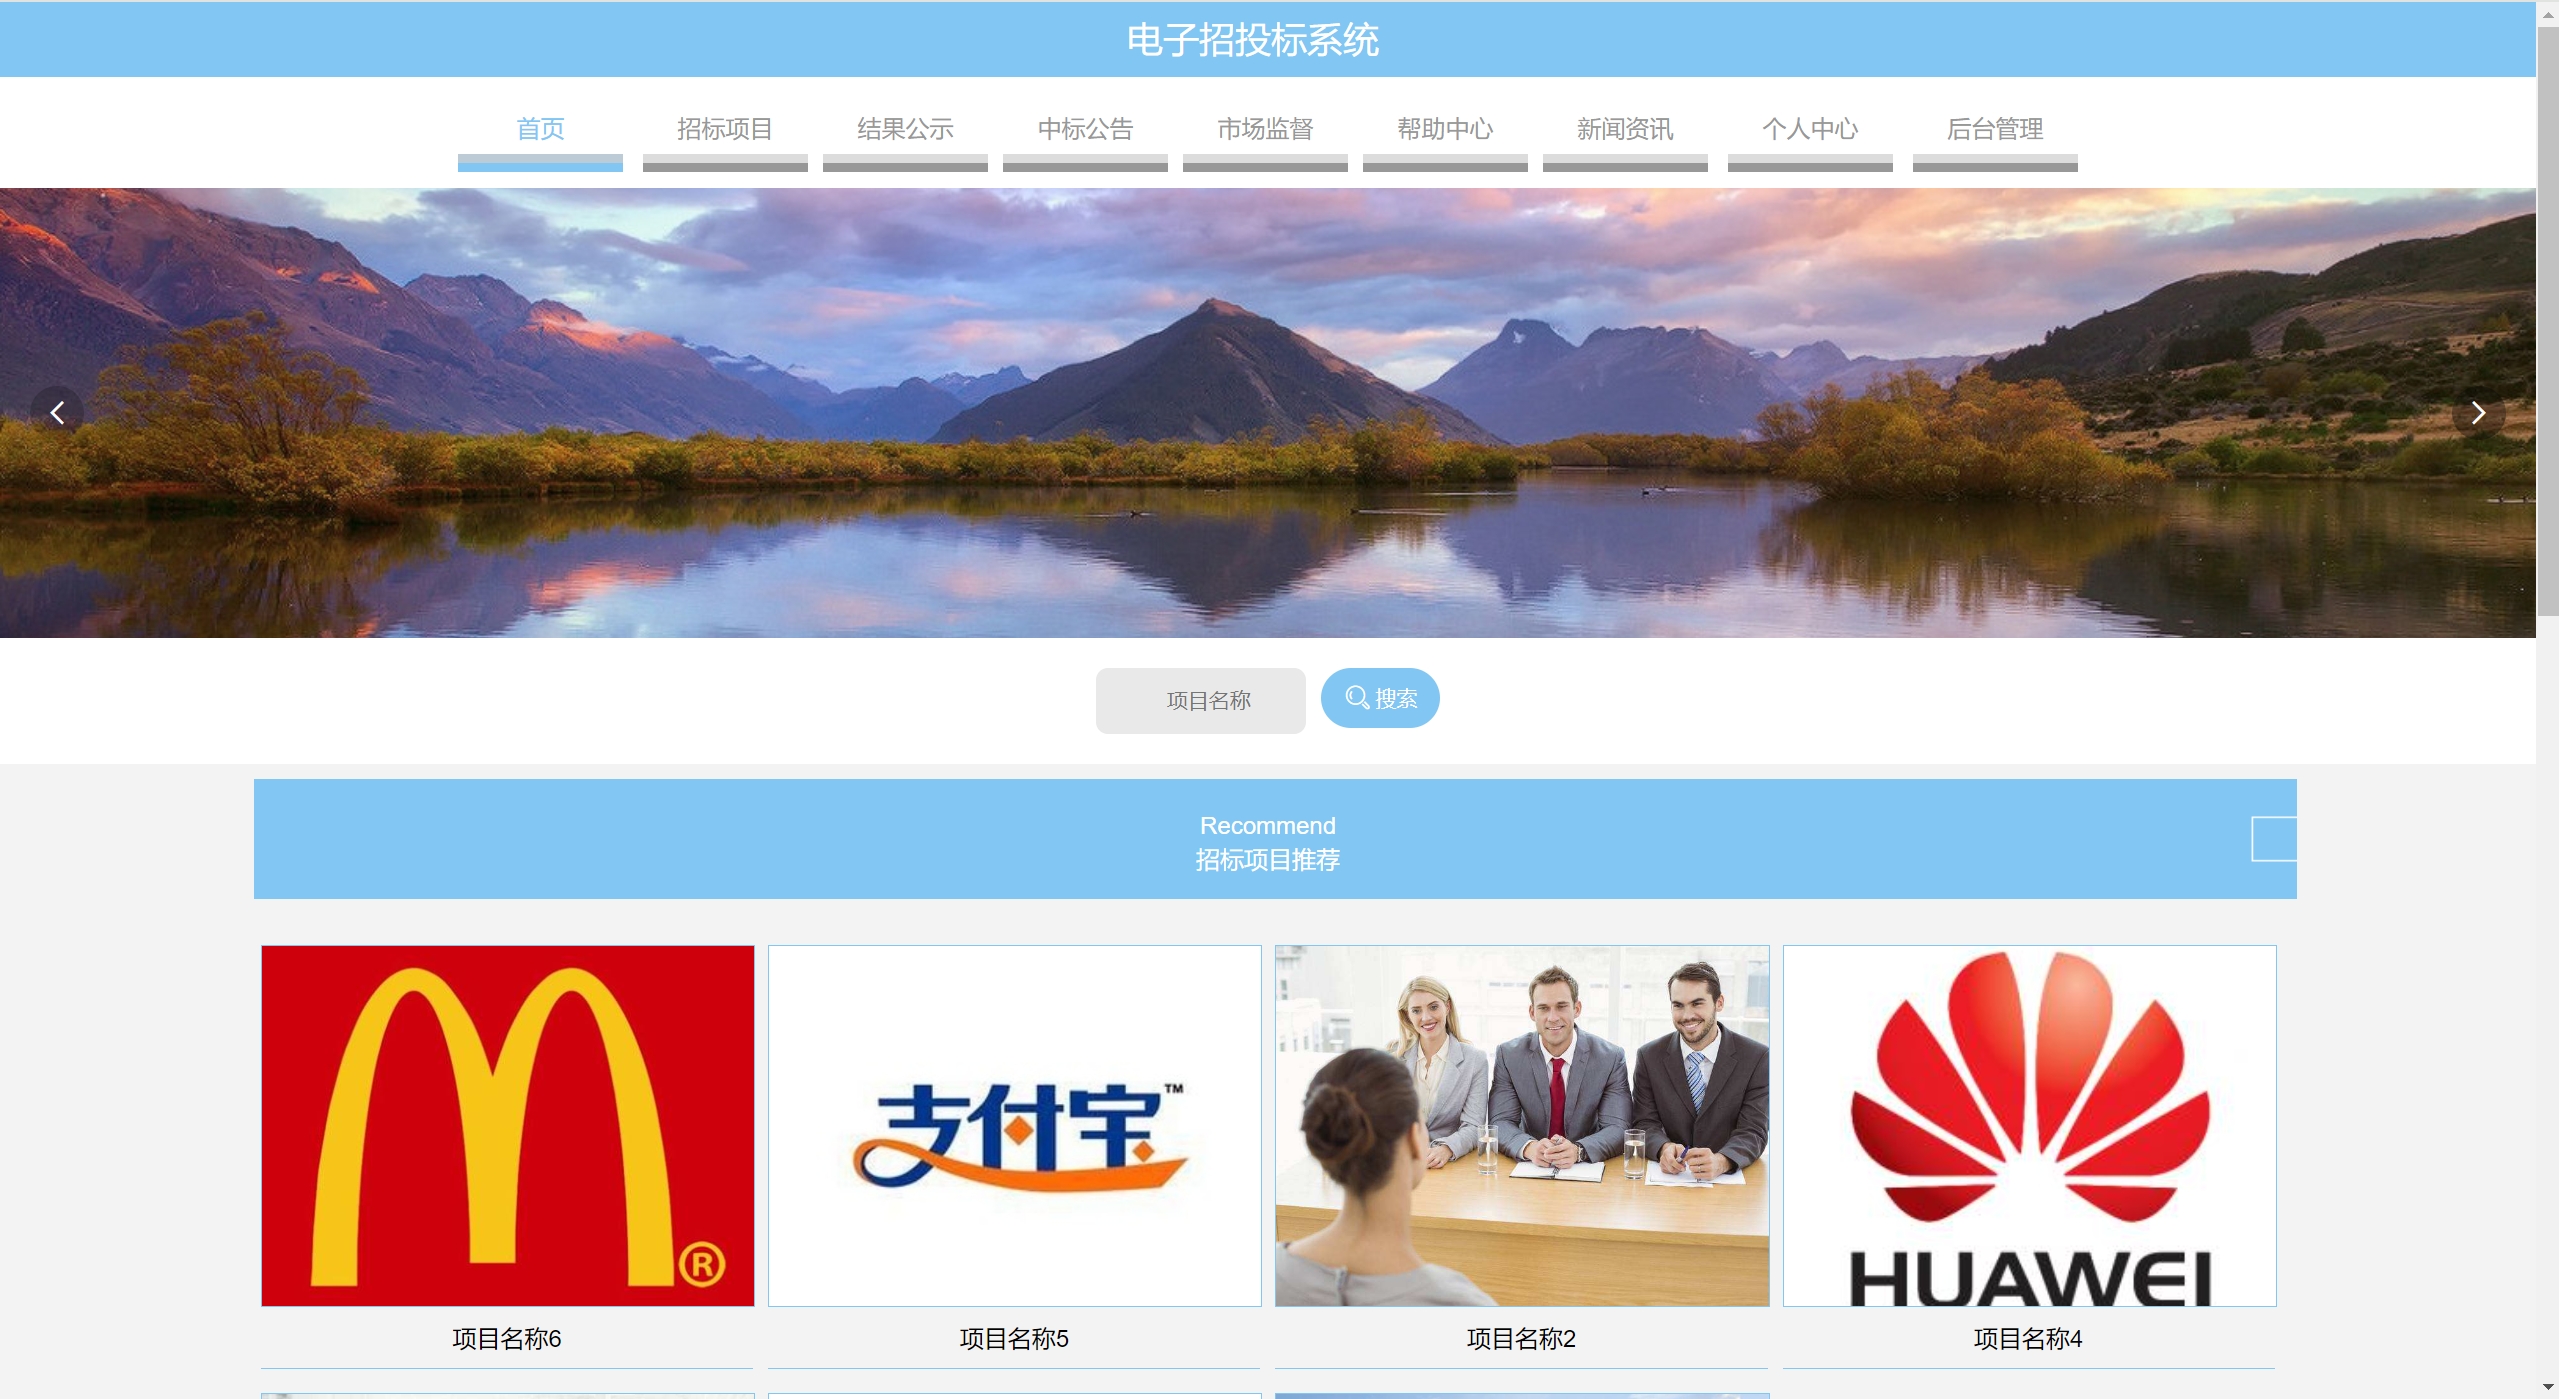 电子招投标系统
首页 招标项目 结果公示 中标公告 市场监督 帮助中心 新闻资讯 个人中心 后台管理
项目名称 搜索
Recommend
招标项目推荐
M®
支付宝™
HUAWEI
项目名称6 项目名称5 项目名称2 项目名称4